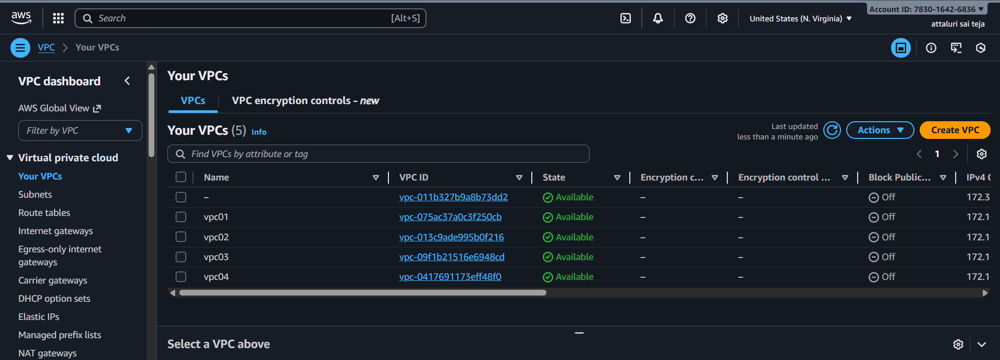 aws
Search [Alt+S]
United States (N. Virginia)
Account ID: 7830-1642-6836
attaluri sai teja
VPC
Your VPCs
VPC dashboard
AWS Global View
Filter by VPC
Virtual private cloud
Your VPCs
Subnets
Route tables
Internet gateways
Egress-only internet
gateways
Carrier gateways
DHCP option sets
Elastic IPs
Managed prefix lists
NAT gateways
Your VPCs
VPCs
VPC encryption controls - new
Your VPCs (5) Info
Last updated
less than a minute ago
Actions
Create VPC
Find VPCs by attribute or tag
1
Name VPC ID State Encryption c... Encryption control ... Block Public... IPv4 C
– vpc-011b327b9a8b73dd2 Available – – Off 172.3
vpc01 vpc-075ac37a0c3f250cb Available – – Off 172.1
vpc02 vpc-013c9ade995b0f216 Available – – Off 172.1
vpc03 vpc-09f1b21516e6948cd Available – – Off 172.1
vpc04 vpc-0417691173eff48f0 Available – – Off 172.1
Select a VPC above